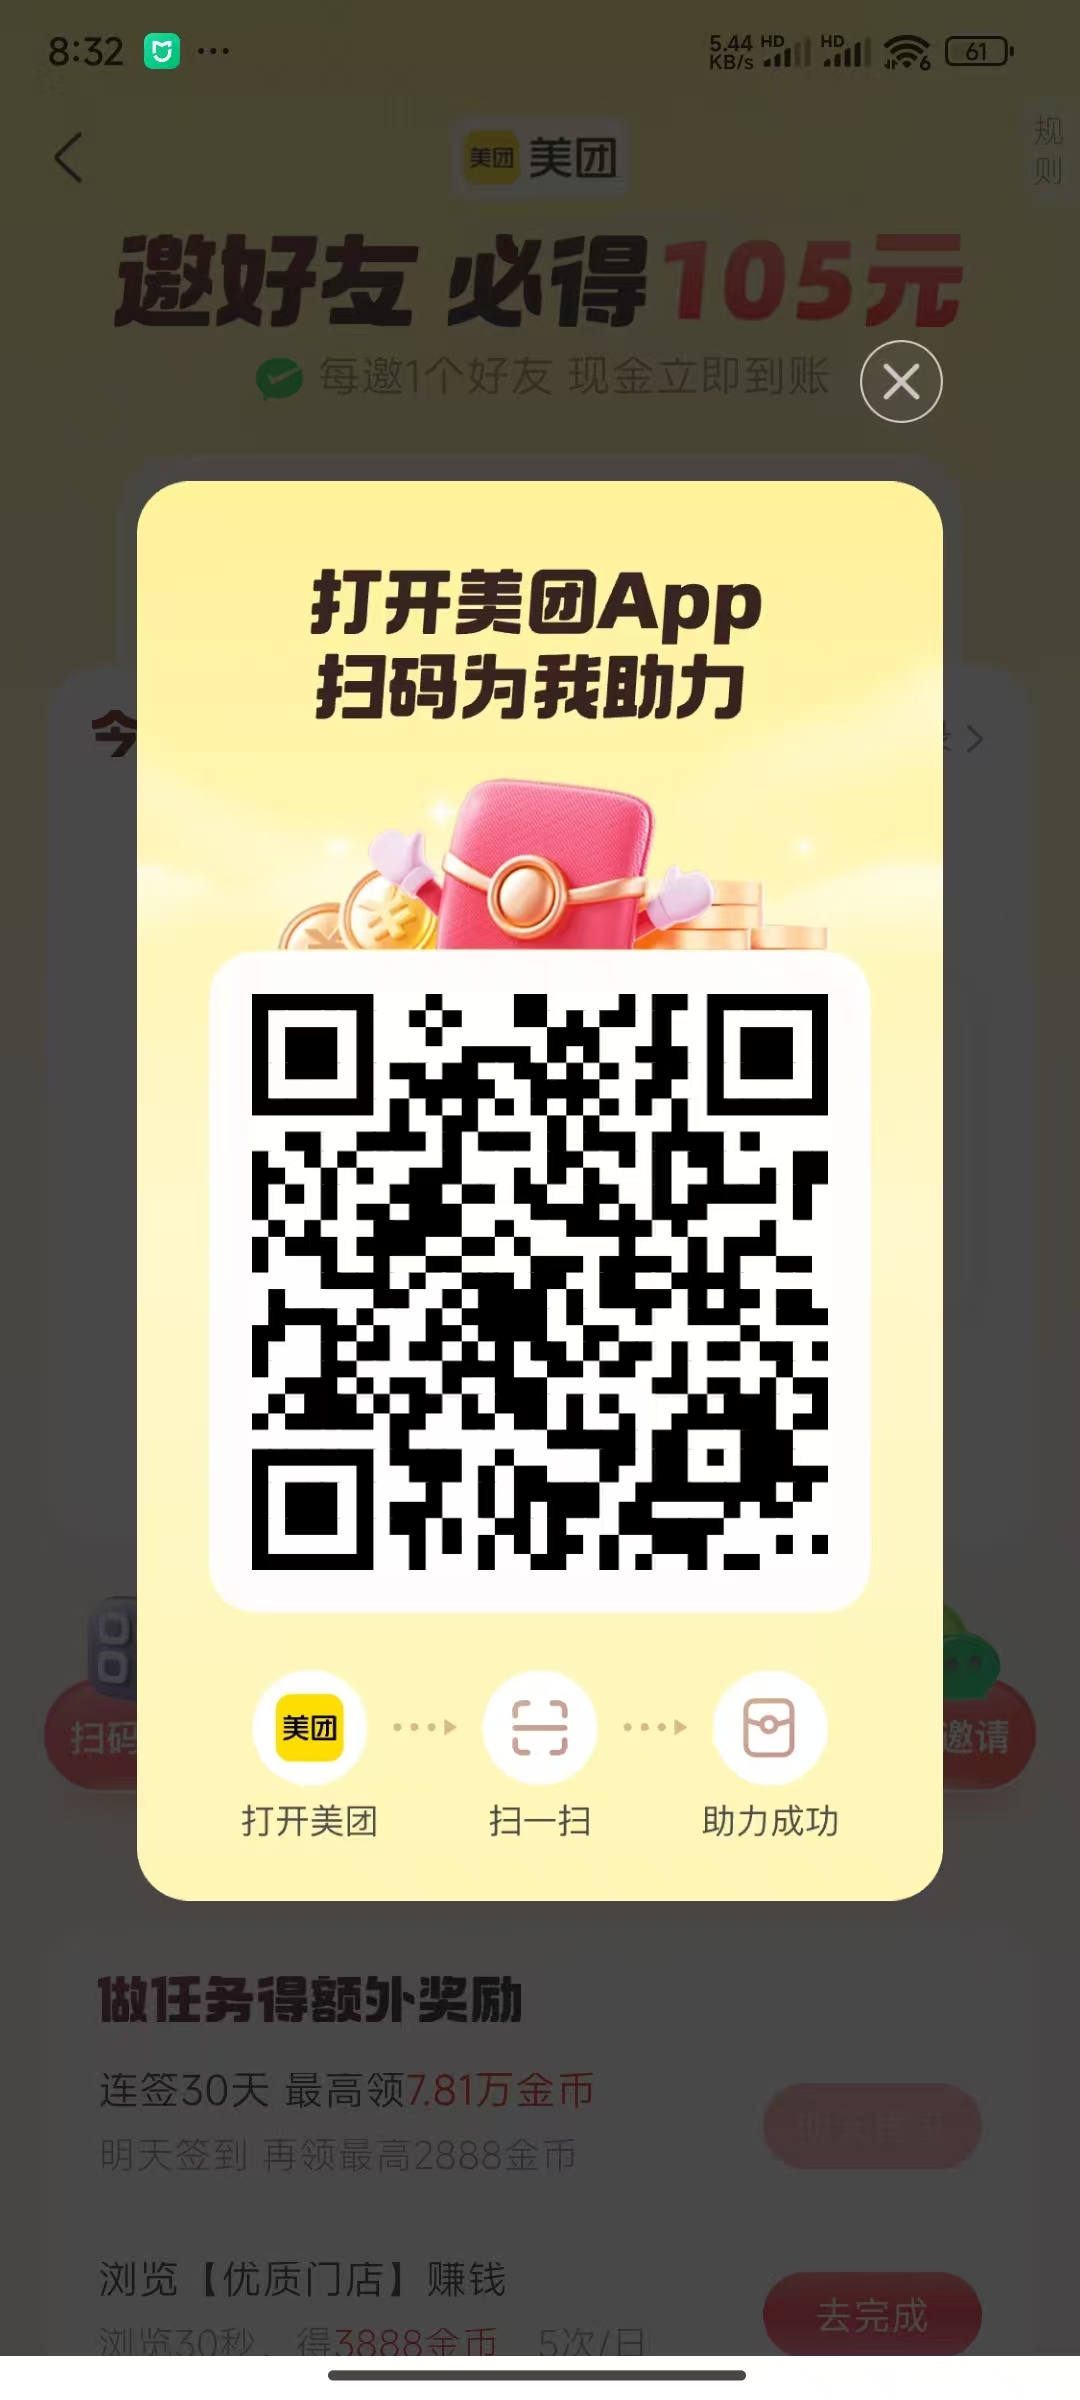 8:32
5.44 KB/s
HD
HD
6
61
美团 美团
规则
邀好友 必得105元
每邀1个好友 现金立即到账
打开美团App
扫码为我助力
今
扫码
邀请
美团
打开美团
扫一扫
助力成功
做任务得额外奖励
连签30天 最高领7.81万金币
明天签到 再领最高2888金币
浏览【优质门店】赚钱
去完成
浏览30秒，得3888金币 5次/日